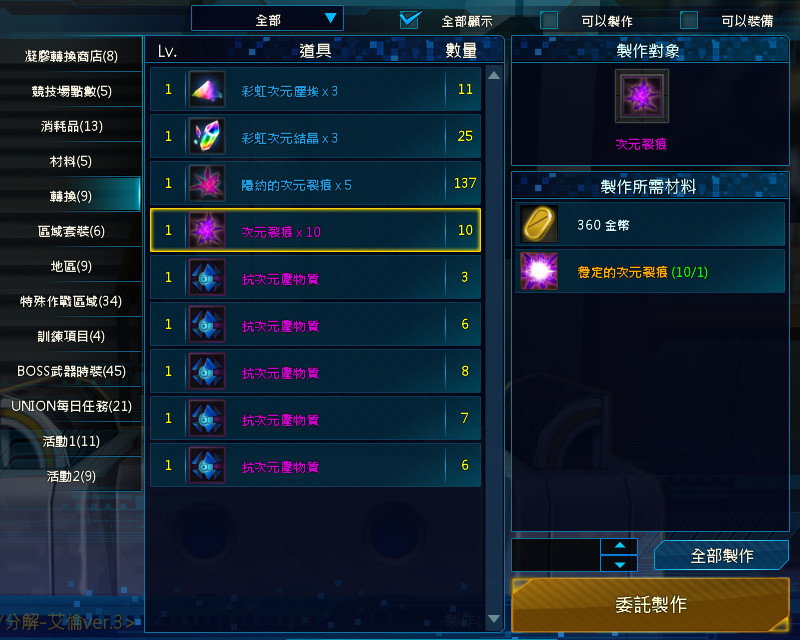 全部
全部顯示
可以製作
可以裝備
凝膠轉換商店(8)
競技場點數(5)
消耗品(13)
材料(5)
轉換(9)
區域套裝(6)
地區(9)
特殊作戰區域(34)
訓練項目(4)
BOSS武器時裝(45)
UNION每日任務(21)
活動1(11)
活動2(9)
Lv. 道具 數量
1 彩虹次元塵埃 x 3 11
1 彩虹次元結晶 x 3 25
1 隱約的次元裂痕 x 5 137
1 次元裂痕 x 10 10
1 抗次元塵物質 3
1 抗次元塵物質 6
1 抗次元塵物質 8
1 抗次元塵物質 7
1 抗次元塵物質 6
製作對象
次元裂痕
製作所需材料
360 金幣
穩定的次元裂痕 (10/1)
全部製作
委託製作
/分解-艾倫ver.3>